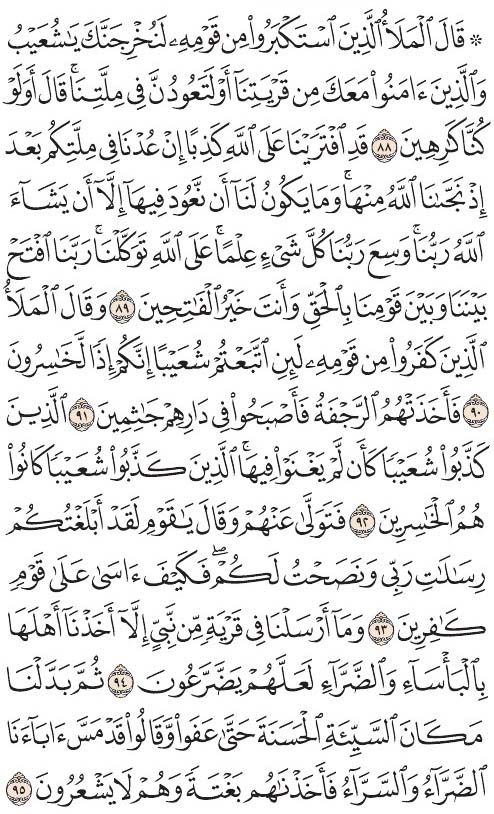 ۞ قَالَ ٱلْمَلَأُ ٱلَّذِينَ ٱسْتَكْبَرُوا۟ مِن قَوْمِهِۦ لَنُخْرِجَنَّكَ يَٰشُعَيْبُ
وَٱلَّذِينَ ءَامَنُوا۟ مَعَكَ مِن قَرْيَتِنَآ أَوْ لَتَعُودُنَّ فِى مِلَّتِنَاۚ قَالَ أَوَلَوْ
كُنَّا كَٰرِهِينَ ٨٨ قَدِ ٱفْتَرَيْنَا عَلَى ٱللَّهِ كَذِبًا إِنْ عُدْنَا فِى مِلَّتِكُم بَعْدَ
إِذْ نَجَّىٰنَا ٱللَّهُ مِنْهَاۚ وَمَا يَكُونُ لَنَآ أَن نَّعُودَ فِيهَآ إِلَّآ أَن يَشَآءَ
ٱللَّهُ رَبُّنَاۚ وَسِعَ رَبُّنَا كُلَّ شَىْءٍ عِلْمًاۚ عَلَى ٱللَّهِ تَوَكَّلْنَاۚ رَبَّنَا ٱفْتَحْ
بَيْنَنَا وَبَيْنَ قَوْمِنَا بِٱلْحَقِّ وَأَنتَ خَيْرُ ٱلْفَٰتِحِينَ ٨٩ وَقَالَ ٱلْمَلَأُ
ٱلَّذِينَ كَفَرُوا۟ مِن قَوْمِهِۦ لَئِنِ ٱتَّبَعْتُمْ شُعَيْبًا إِنَّكُمْ إِذًا لَّخَٰسِرُونَ
٩٠ فَأَخَذَتْهُمُ ٱلرَّجْفَةُ فَأَصْبَحُوا۟ فِى دَارِهِمْ جَٰثِمِينَ ٩١ ٱلَّذِينَ
كَذَّبُوا۟ شُعَيْبًا كَأَن لَّمْ يَغْنَوْا۟ فِيهَاۚ ٱلَّذِينَ كَذَّبُوا۟ شُعَيْبًا كَانُوا۟
هُمُ ٱلْخَٰسِرِينَ ٩٢ فَتَوَلَّىٰ عَنْهُمْ وَقَالَ يَٰقَوْمِ لَقَدْ أَبْلَغْتُكُمْ
رِسَٰلَٰتِ رَبِّى وَنَصَحْتُ لَكُمْۖ فَكَيْفَ ءَاسَىٰ عَلَىٰ قَوْمٍ
كَٰفِرِينَ ٩٣ وَمَآ أَرْسَلْنَا فِى قَرْيَةٍ مِّن نَّبِىٍّ إِلَّآ أَخَذْنَآ أَهْلَهَا
بِٱلْبَأْسَآءِ وَٱلضَّرَّآءِ لَعَلَّهُمْ يَضَّرَّعُونَ ٩٤ ثُمَّ بَدَّلْنَا
مَكَانَ ٱلسَّيِّئَةِ ٱلْحَسَنَةَ حَتَّىٰ عَفَوا۟ وَّقَالُوا۟ قَدْ مَسَّ ءَابَآءَنَا
ٱلضَّرَّآءُ وَٱلسَّرَّآءُ فَأَخَذْنَٰهُم بَغْتَةً وَهُمْ لَا يَشْعُرُونَ ٩٥